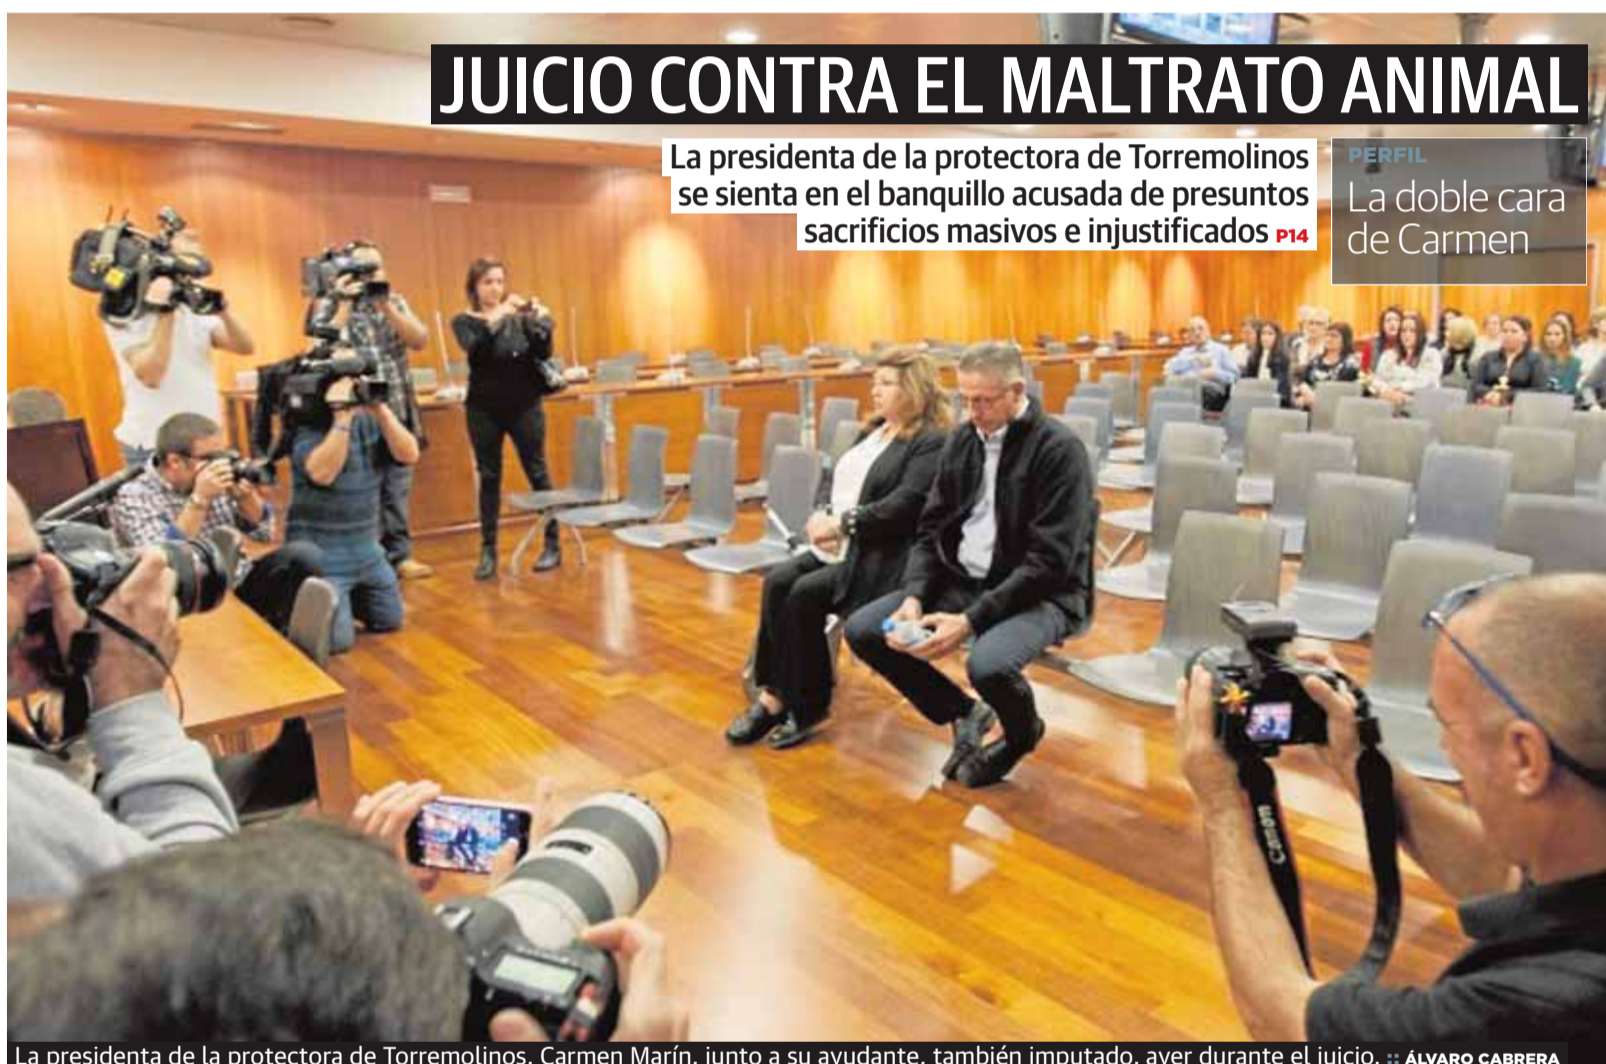 JUICIO CONTRA EL MALTRATO ANIMAL
La presidenta de la protectora de Torremolinos
se sienta en el banquillo acusada de presuntos
sacrificios masivos e injustificados P14
PERFIL
La doble cara
de Carmen
Canon
La presidenta de la protectora de Torremolinos, Carmen Marín, junto a su ayudante, también imputado, ayer durante el juicio. :: ÁLVARO CABRERA